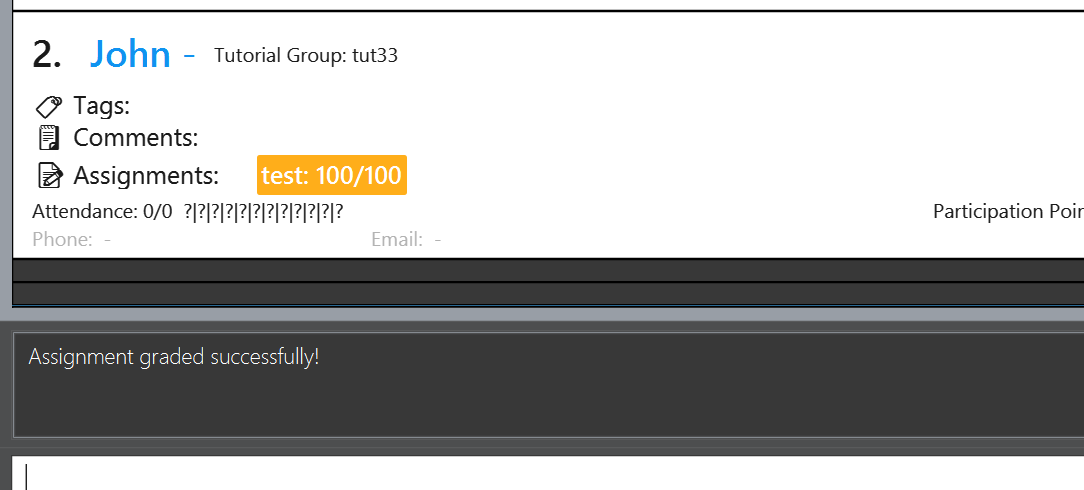 2. John - Tutorial Group: tut33
Tags:
Comments:
Assignments: test: 100/100
Attendance: 0/0 ?|?|?|?|?|?|?|?|?|?|?|? Participation Poin
Phone: - Email: -
Assignment graded successfully!